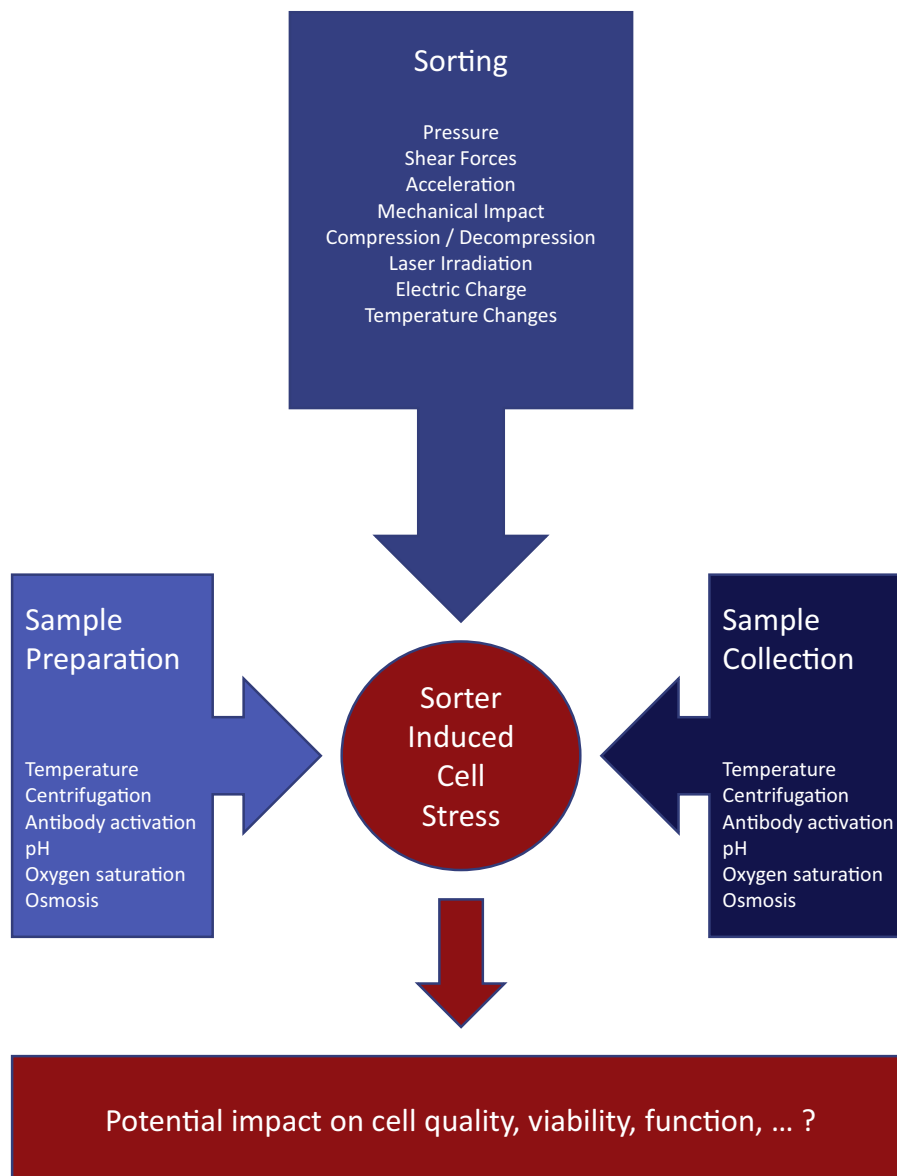 Sorting
Pressure
Shear Forces
Acceleration
Mechanical Impact
Compression / Decompression
Laser Irradiation
Electric Charge
Temperature Changes
Sample
Preparation
Temperature
Centrifugation
Antibody activation
pH
Oxygen saturation
Osmosis
Sorter
Induced
Cell
Stress
Sample
Collection
Temperature
Centrifugation
Antibody activation
pH
Oxygen saturation
Osmosis
Potential impact on cell quality, viability, function, ... ?